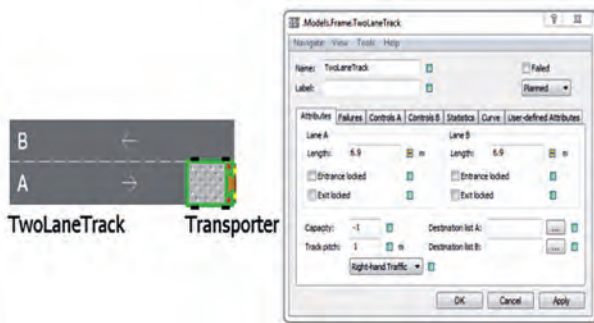 B ←
A →
TwoLaneTrack Transporter
.Models.Frame.TwoLaneTrack
Navigate View Tools Help
Name: TwoLaneTrack Failed
Label: Planned
Attributes Failures Controls A Controls B Statistics Curve User-defined Attributes
Lane A Lane B
Length: 6.9 m Length: 6.9 m
Entrance locked Entrance locked
Exit locked Exit locked
Capacity: -1 Destination list A: ...
Track pitch: 1 m Destination list B: ...
Right-hand Traffic
OK Cancel Apply